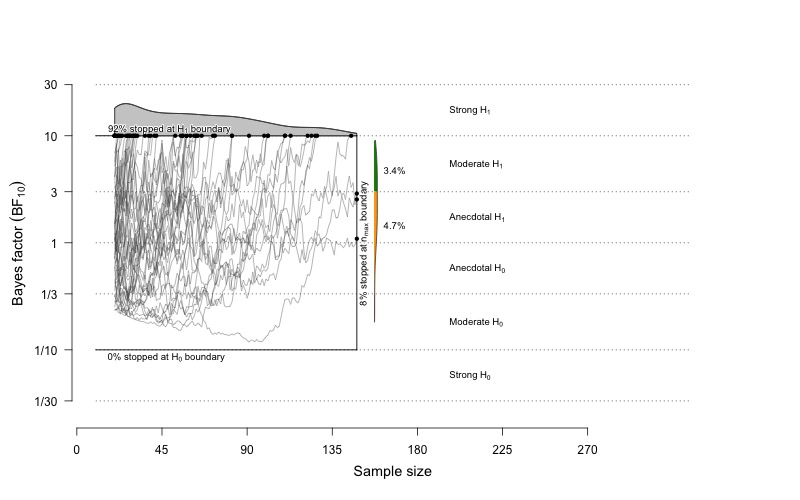 30
Strong H1
92% stopped at H1 boundary
10
Moderate H1
3.4%
3
Anecdotal H1
4.7%
Bayes factor (BF10)
1
8% stopped at nmax boundary
Anecdotal H0
1/3
Moderate H0
1/10
0% stopped at H0 boundary
Strong H0
1/30
0 45 90 135 180 225 270
Sample size